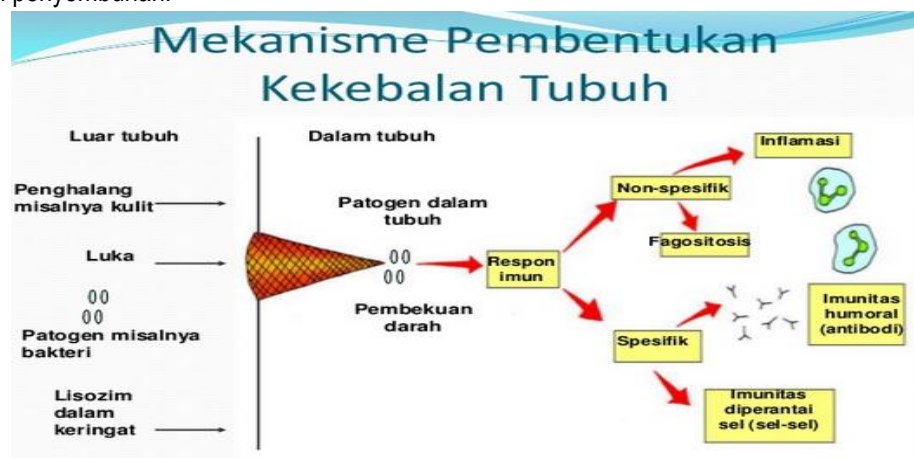 penyembuhan.
Mekanisme Pembentukan
Kekebalan Tubuh
Luar tubuh
Dalam tubuh
Penghalang
misalnya kulit
Luka
Patogen misalnya
bakteri
Lisozim
dalam
keringat
Patogen dalam
tubuh
Pembekuan
darah
Respon
imun
Non-spesifik
Inflamasi
Fagositosis
Spesifik
Imunitas
humoral
(antibodi)
Imunitas
diperantai
sel (sel-sel)